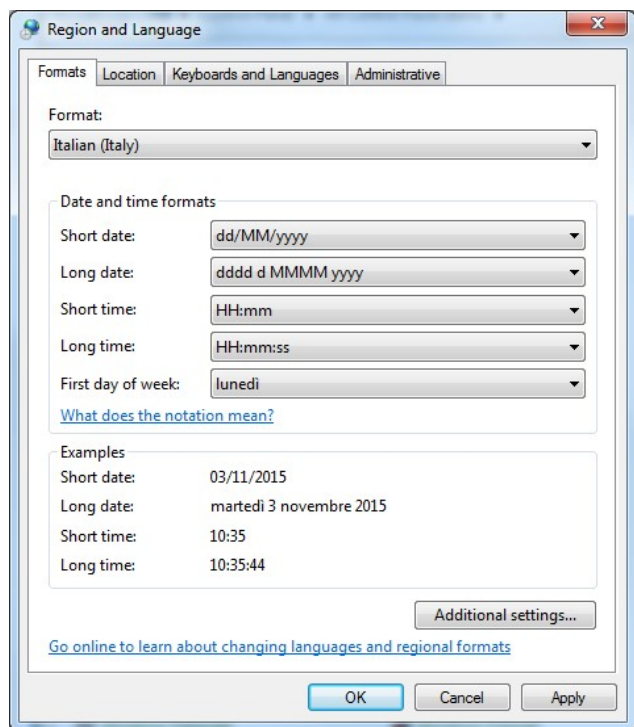 Region and Language
Formats Location Keyboards and Languages Administrative
Format:
Italian (Italy)
Date and time formats
Short date: dd/MM/yyyy
Long date: dddd d MMMM yyyy
Short time: HH:mm
Long time: HH:mm:ss
First day of week: lunedì
What does the notation mean?
Examples
Short date: 03/11/2015
Long date: martedì 3 novembre 2015
Short time: 10:35
Long time: 10:35:44
Additional settings...
Go online to learn about changing languages and regional formats
OK Cancel Apply